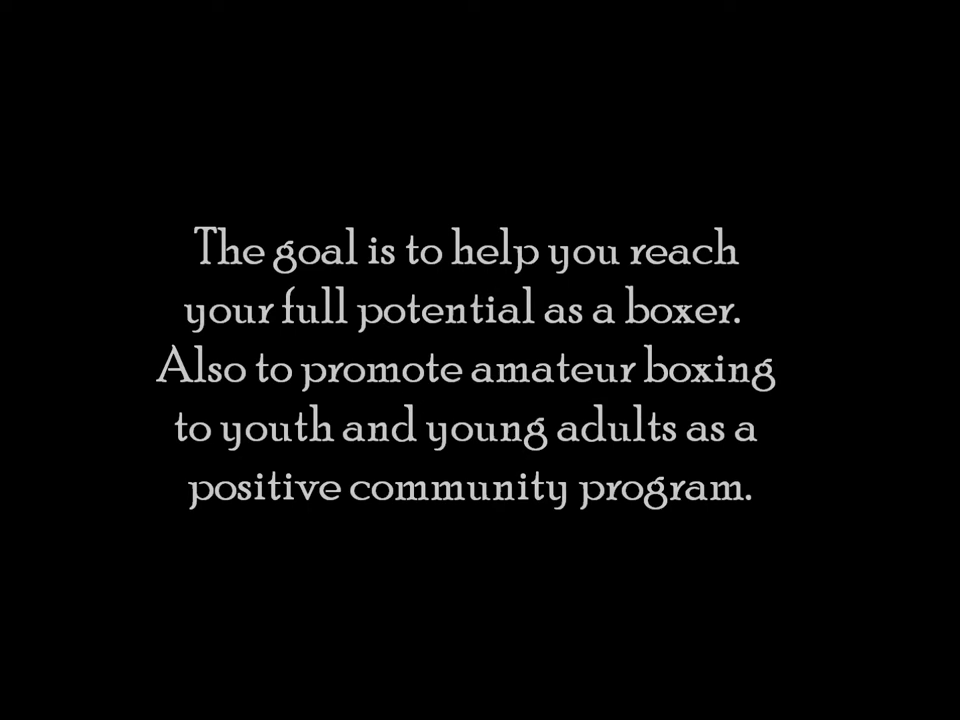 The goal is to help you reach
your full potential as a boxer.
Also to promote amateur boxing
to youth and young adults as a
positive community program.